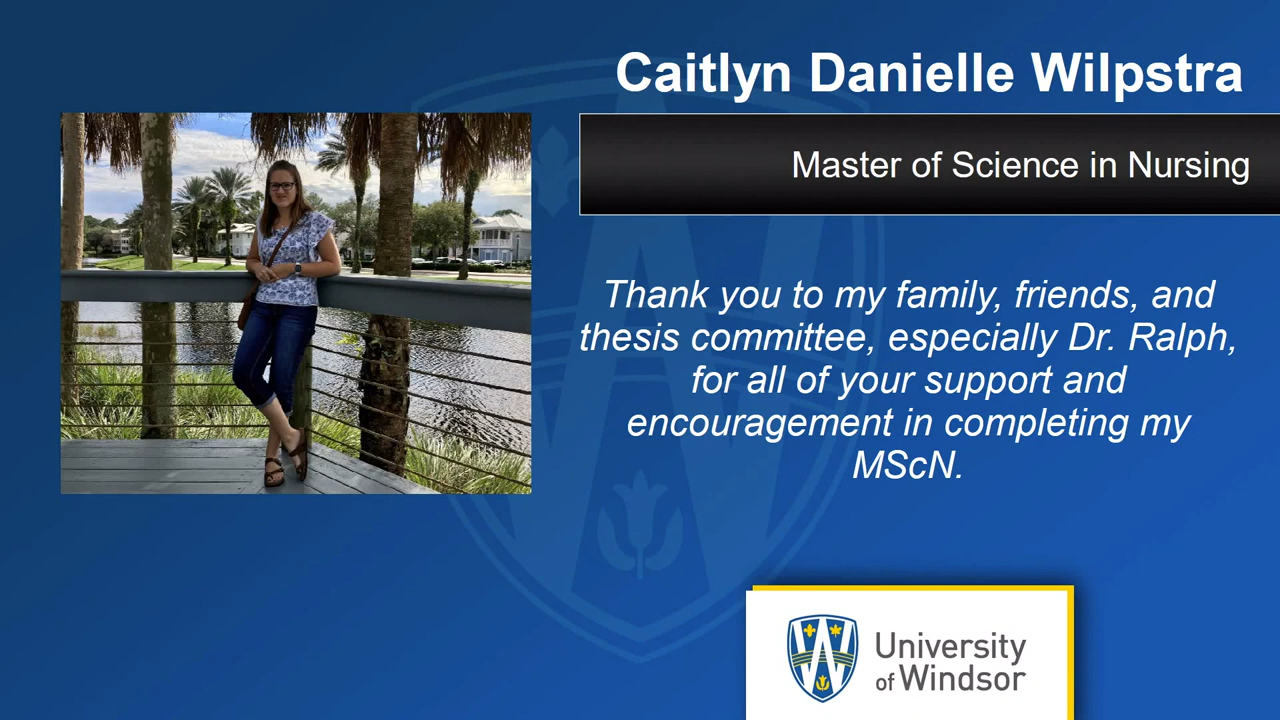 Caitlyn Danielle Wilpstra
Master of Science in Nursing
Thank you to my family, friends, and
thesis committee, especially Dr. Ralph,
for all of your support and
encouragement in completing my
MScN.
University
of Windsor